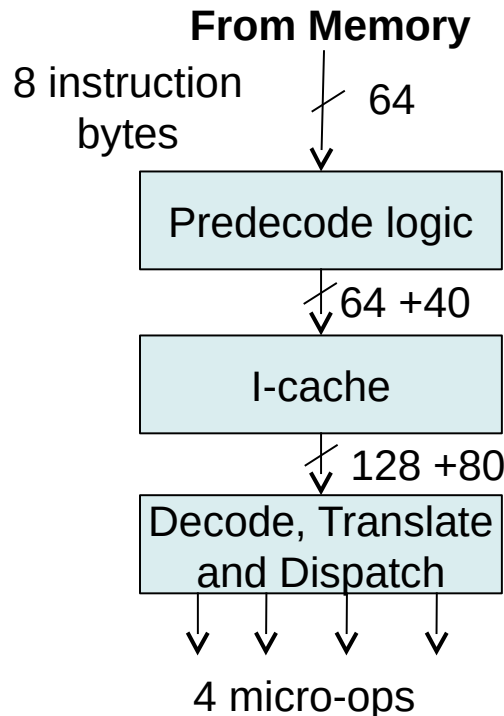 From Memory
8 instruction
bytes
64
Predecode logic
64 +40
I-cache
128 +80
Decode, Translate
and Dispatch
4 micro-ops